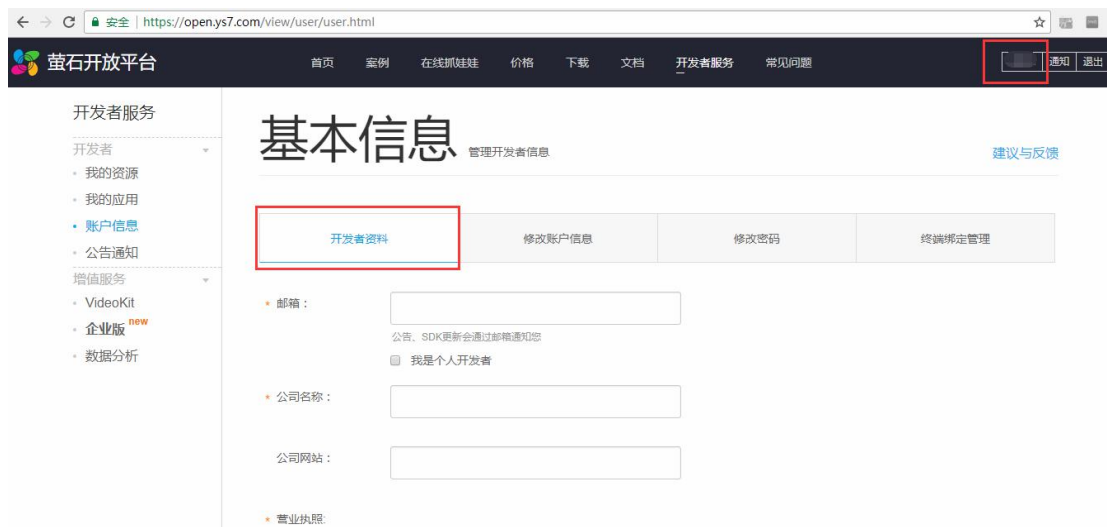 安全 | https://open.ys7.com/view/user/user.html
萤石开放平台 首页 案例 在线抓娃娃 价格 下载 文档 开发者服务 常见问题 通知 退出
开发者服务
开发者
我的资源
我的应用
账户信息
公告通知
增值服务
VideoKit
企业版 new
数据分析
基本信息 管理开发者信息 建议与反馈
开发者资料 修改账户信息 修改密码 终端绑定管理
* 邮箱：
公告、SDK更新会通过邮箱通知您
我是个人开发者
* 公司名称：
公司网站：
* 营业执照: